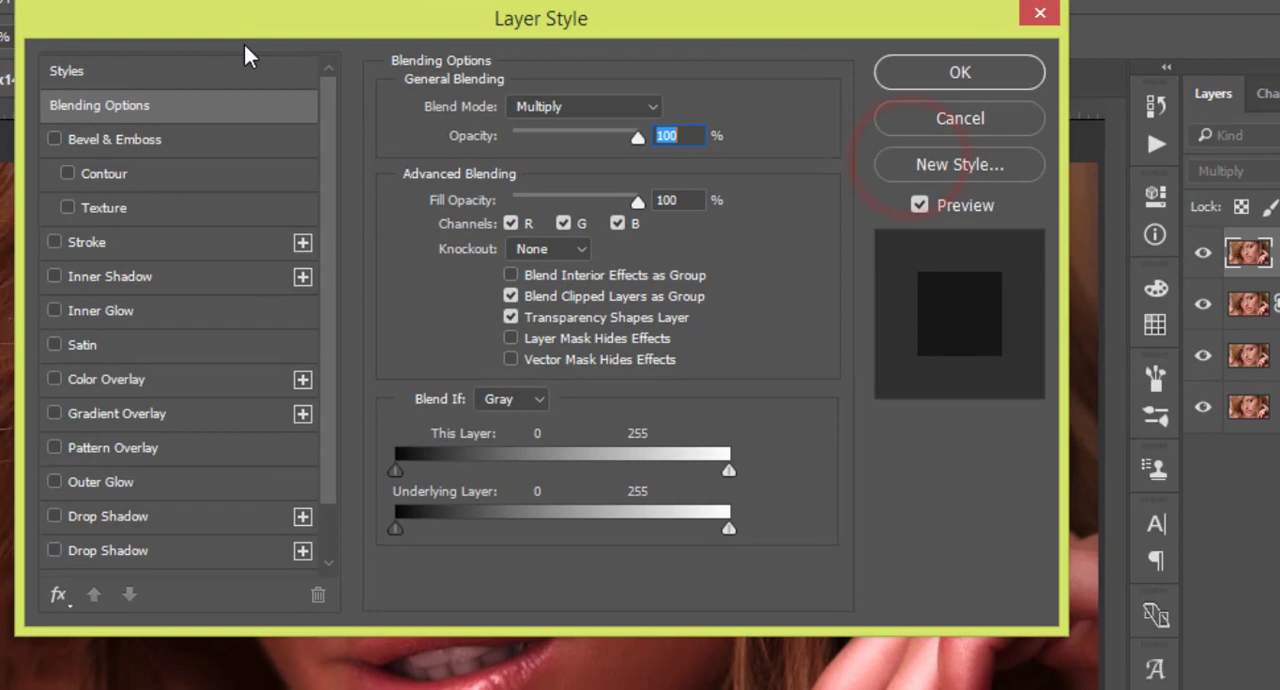 Layer Style
%
x14
Styles
Blending Options
Bevel & Emboss
Contour
Texture
Stroke
Inner Shadow
Inner Glow
Satin
Color Overlay
Gradient Overlay
Pattern Overlay
Outer Glow
Drop Shadow
Drop Shadow
fx
Blending Options
General Blending
Blend Mode: Multiply
Opacity: 100 %
Advanced Blending
Fill Opacity: 100 %
Channels: R G B
Knockout: None
Blend Interior Effects as Group
Blend Clipped Layers as Group
Transparency Shapes Layer
Layer Mask Hides Effects
Vector Mask Hides Effects
Blend If: Gray
This Layer: 0 255
Underlying Layer: 0 255
OK
Cancel
New Style...
Preview
Layers Cha
Kind
Multiply
Lock: